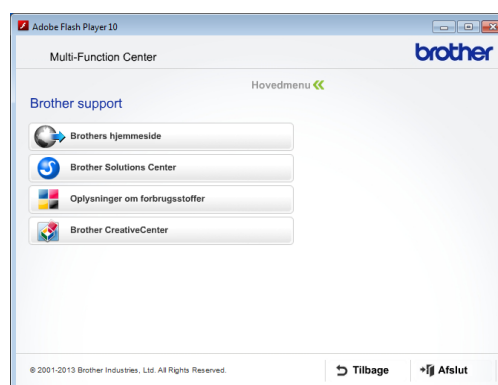 Adobe Flash Player 10
Multi-Function Center
brother
Hovedmenu
Brother support
Brothers hjemmeside
Brother Solutions Center
Oplysninger om forbrugsstoffer
Brother CreativeCenter
© 2001-2013 Brother Industries, Ltd. All Rights Reserved.
Tilbage
Afslut